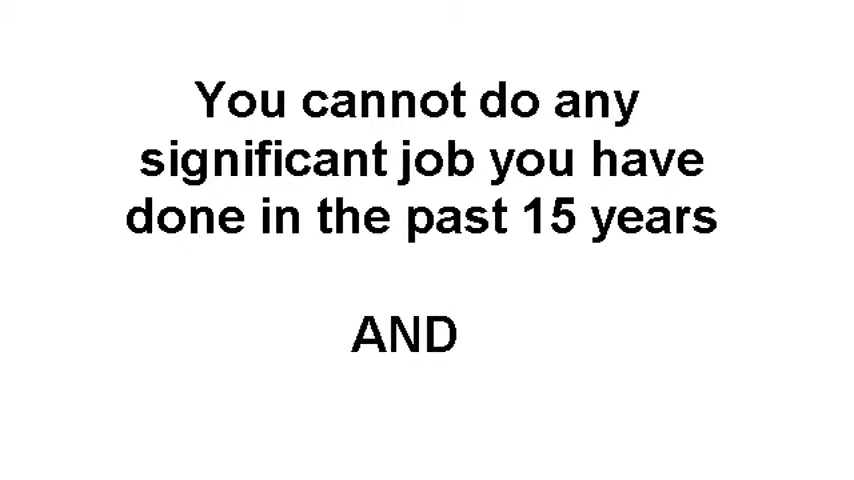 You cannot do any
significant job you have
done in the past 15 years
AND